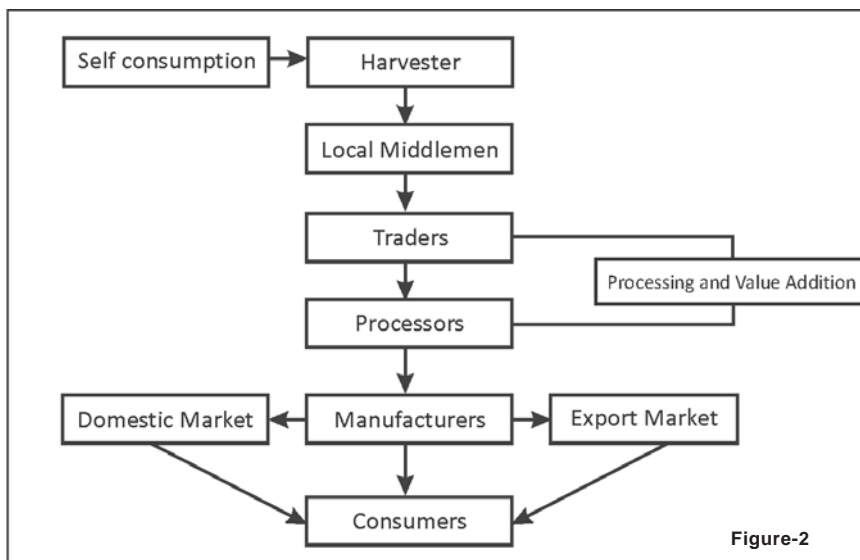 Self consumption
Harvester
Local Middlemen
Traders
Processing and Value Addition
Processors
Domestic Market
Manufacturers
Export Market
Consumers
Figure-2